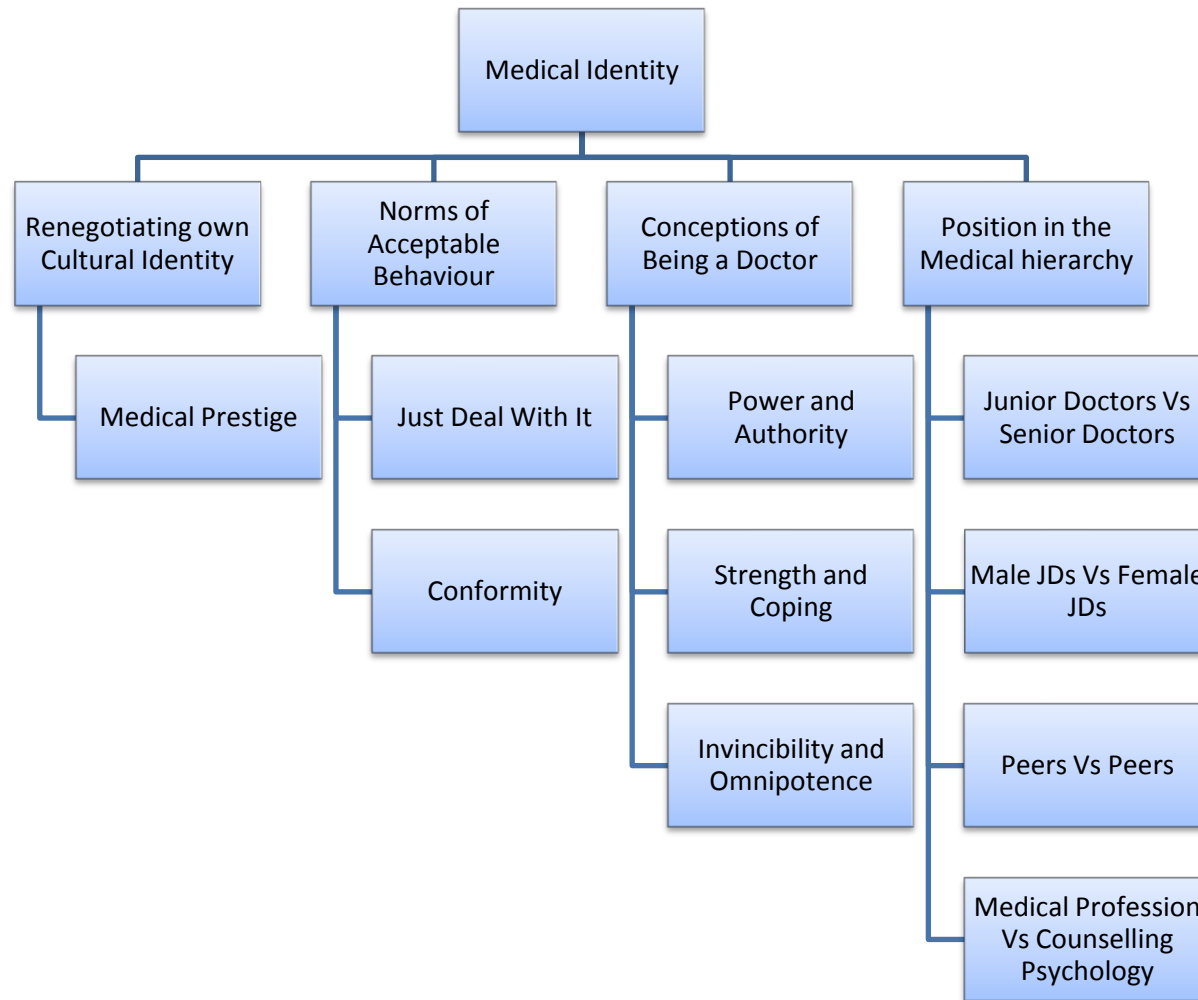 Medical Identity
Renegotiating own
Cultural Identity
Norms of
Acceptable
Behaviour
Conceptions of
Being a Doctor
Position in the
Medical hierarchy
Medical Prestige
Just Deal With It
Conformity
Power and
Authority
Strength and
Coping
Invincibility and
Omnipotence
Junior Doctors Vs
Senior Doctors
Male JDs Vs Female
JDs
Peers Vs Peers
Medical Profession
Vs Counselling
Psychology